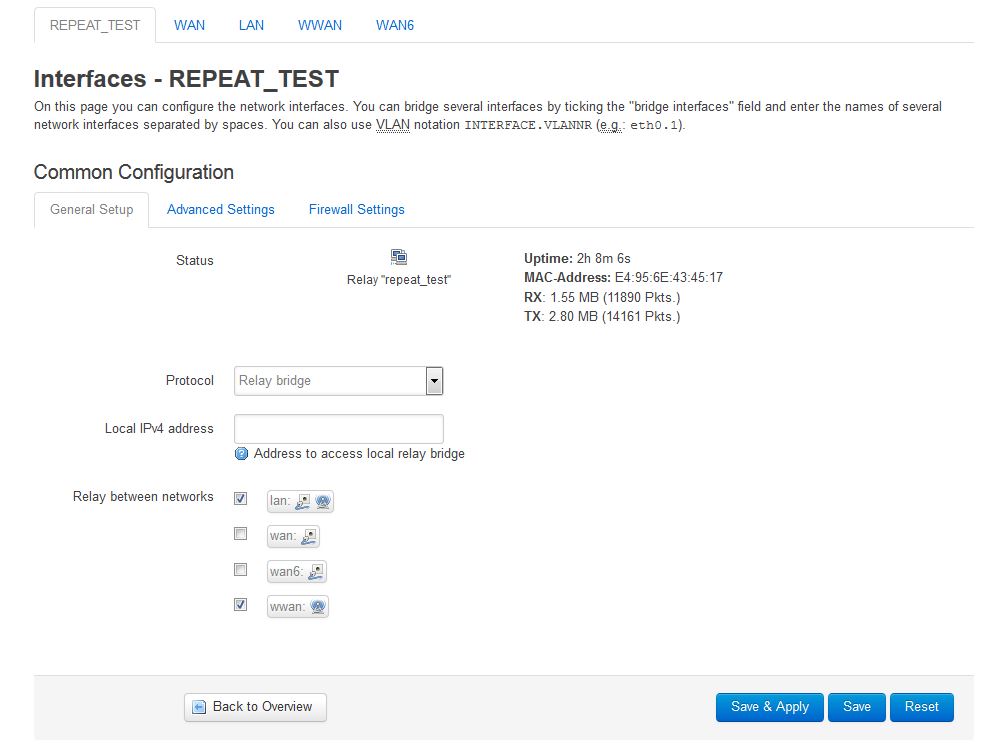 REPEAT_TEST WAN LAN WWAN WAN6
Interfaces - REPEAT_TEST
On this page you can configure the network interfaces. You can bridge several interfaces by ticking the "bridge interfaces" field and enter the names of several
network interfaces separated by spaces. You can also use VLAN notation INTERFACE.VLANNR (e.g.: eth0.1).
Common Configuration
General Setup Advanced Settings Firewall Settings
Status
Relay "repeat_test"
Uptime: 2h 8m 6s
MAC-Address: E4:95:6E:43:45:17
RX: 1.55 MB (11890 Pkts.)
TX: 2.80 MB (14161 Pkts.)
Protocol Relay bridge
Local IPv4 address
Address to access local relay bridge
Relay between networks lan:
wan:
wan6:
wwan:
Back to Overview Save & Apply Save Reset